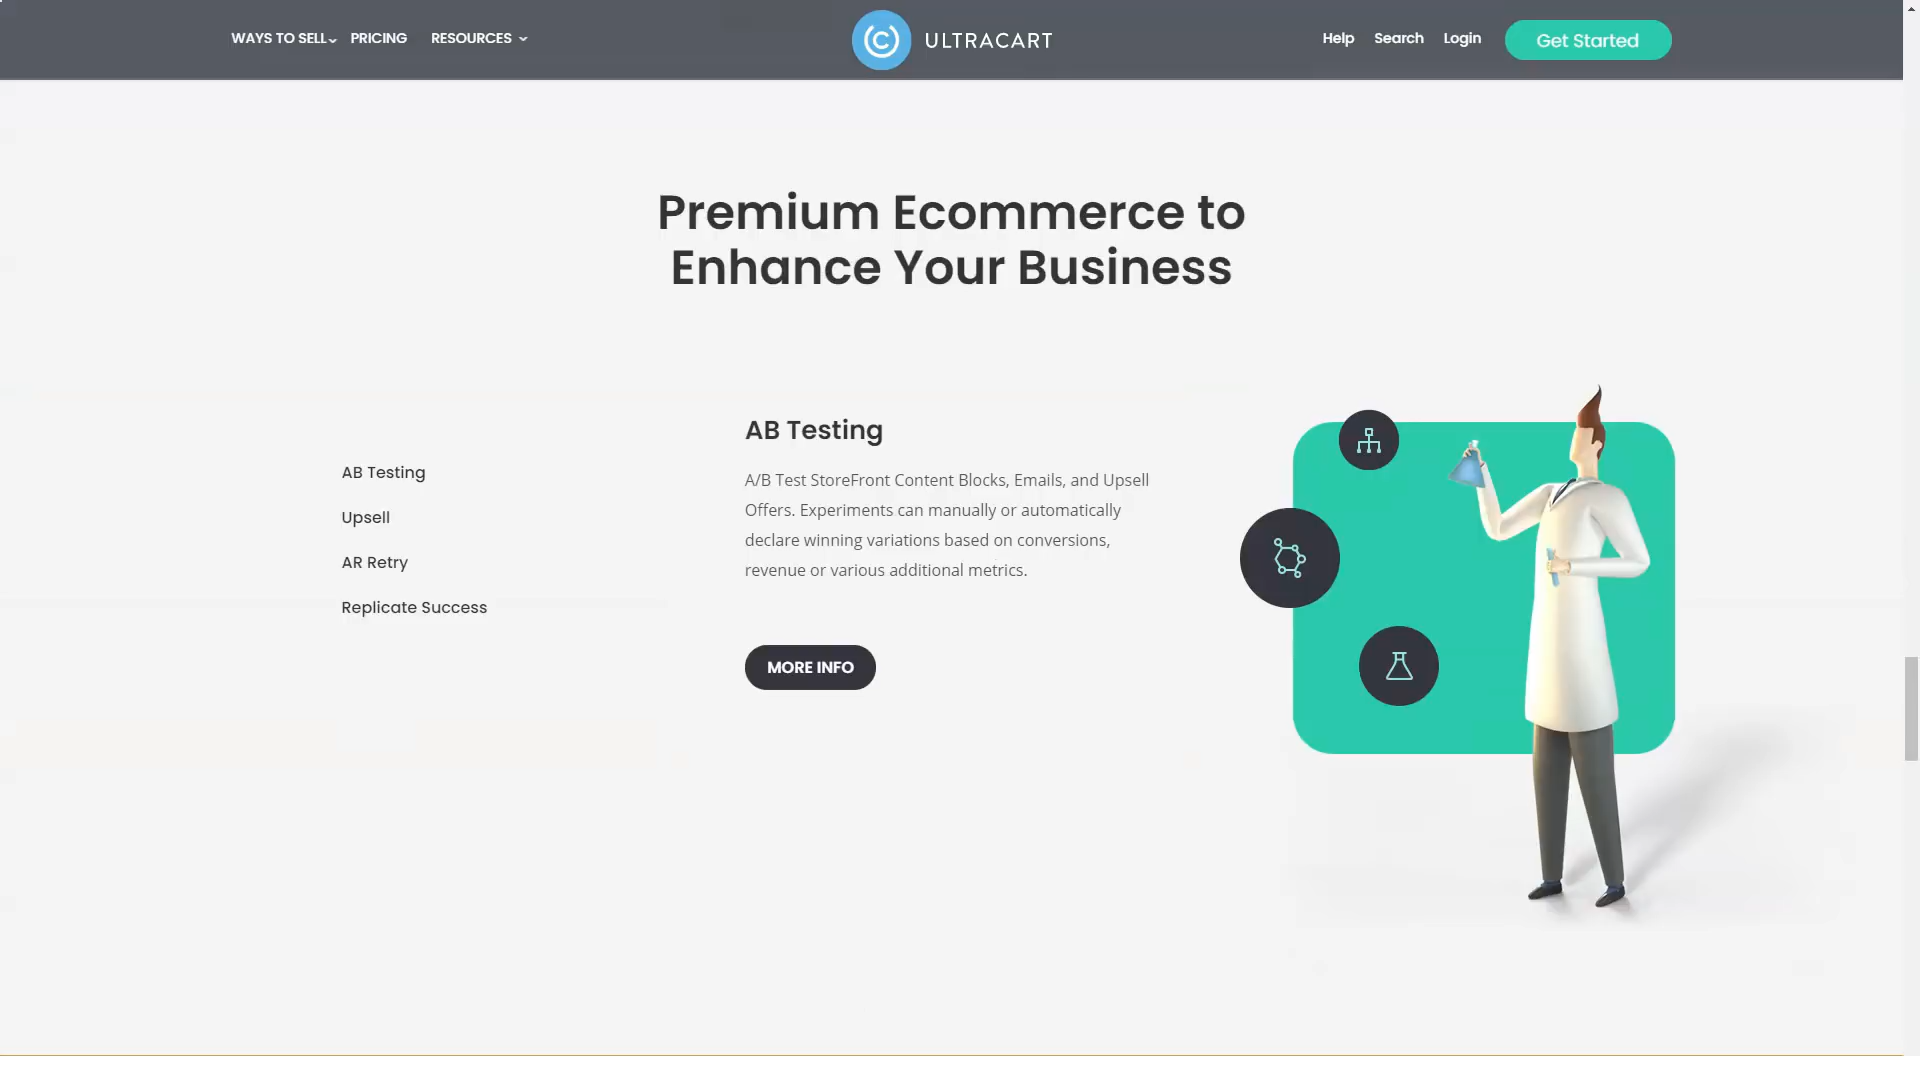 WAYS TO SELL PRICING RESOURCES ULTRACART Help Search Login Get Started
Premium Ecommerce to
Enhance Your Business
AB Testing
Upsell
AR Retry
Replicate Success
AB Testing
A/B Test StoreFront Content Blocks, Emails, and Upsell
Offers. Experiments can manually or automatically
declare winning variations based on conversions,
revenue or various additional metrics.
MORE INFO